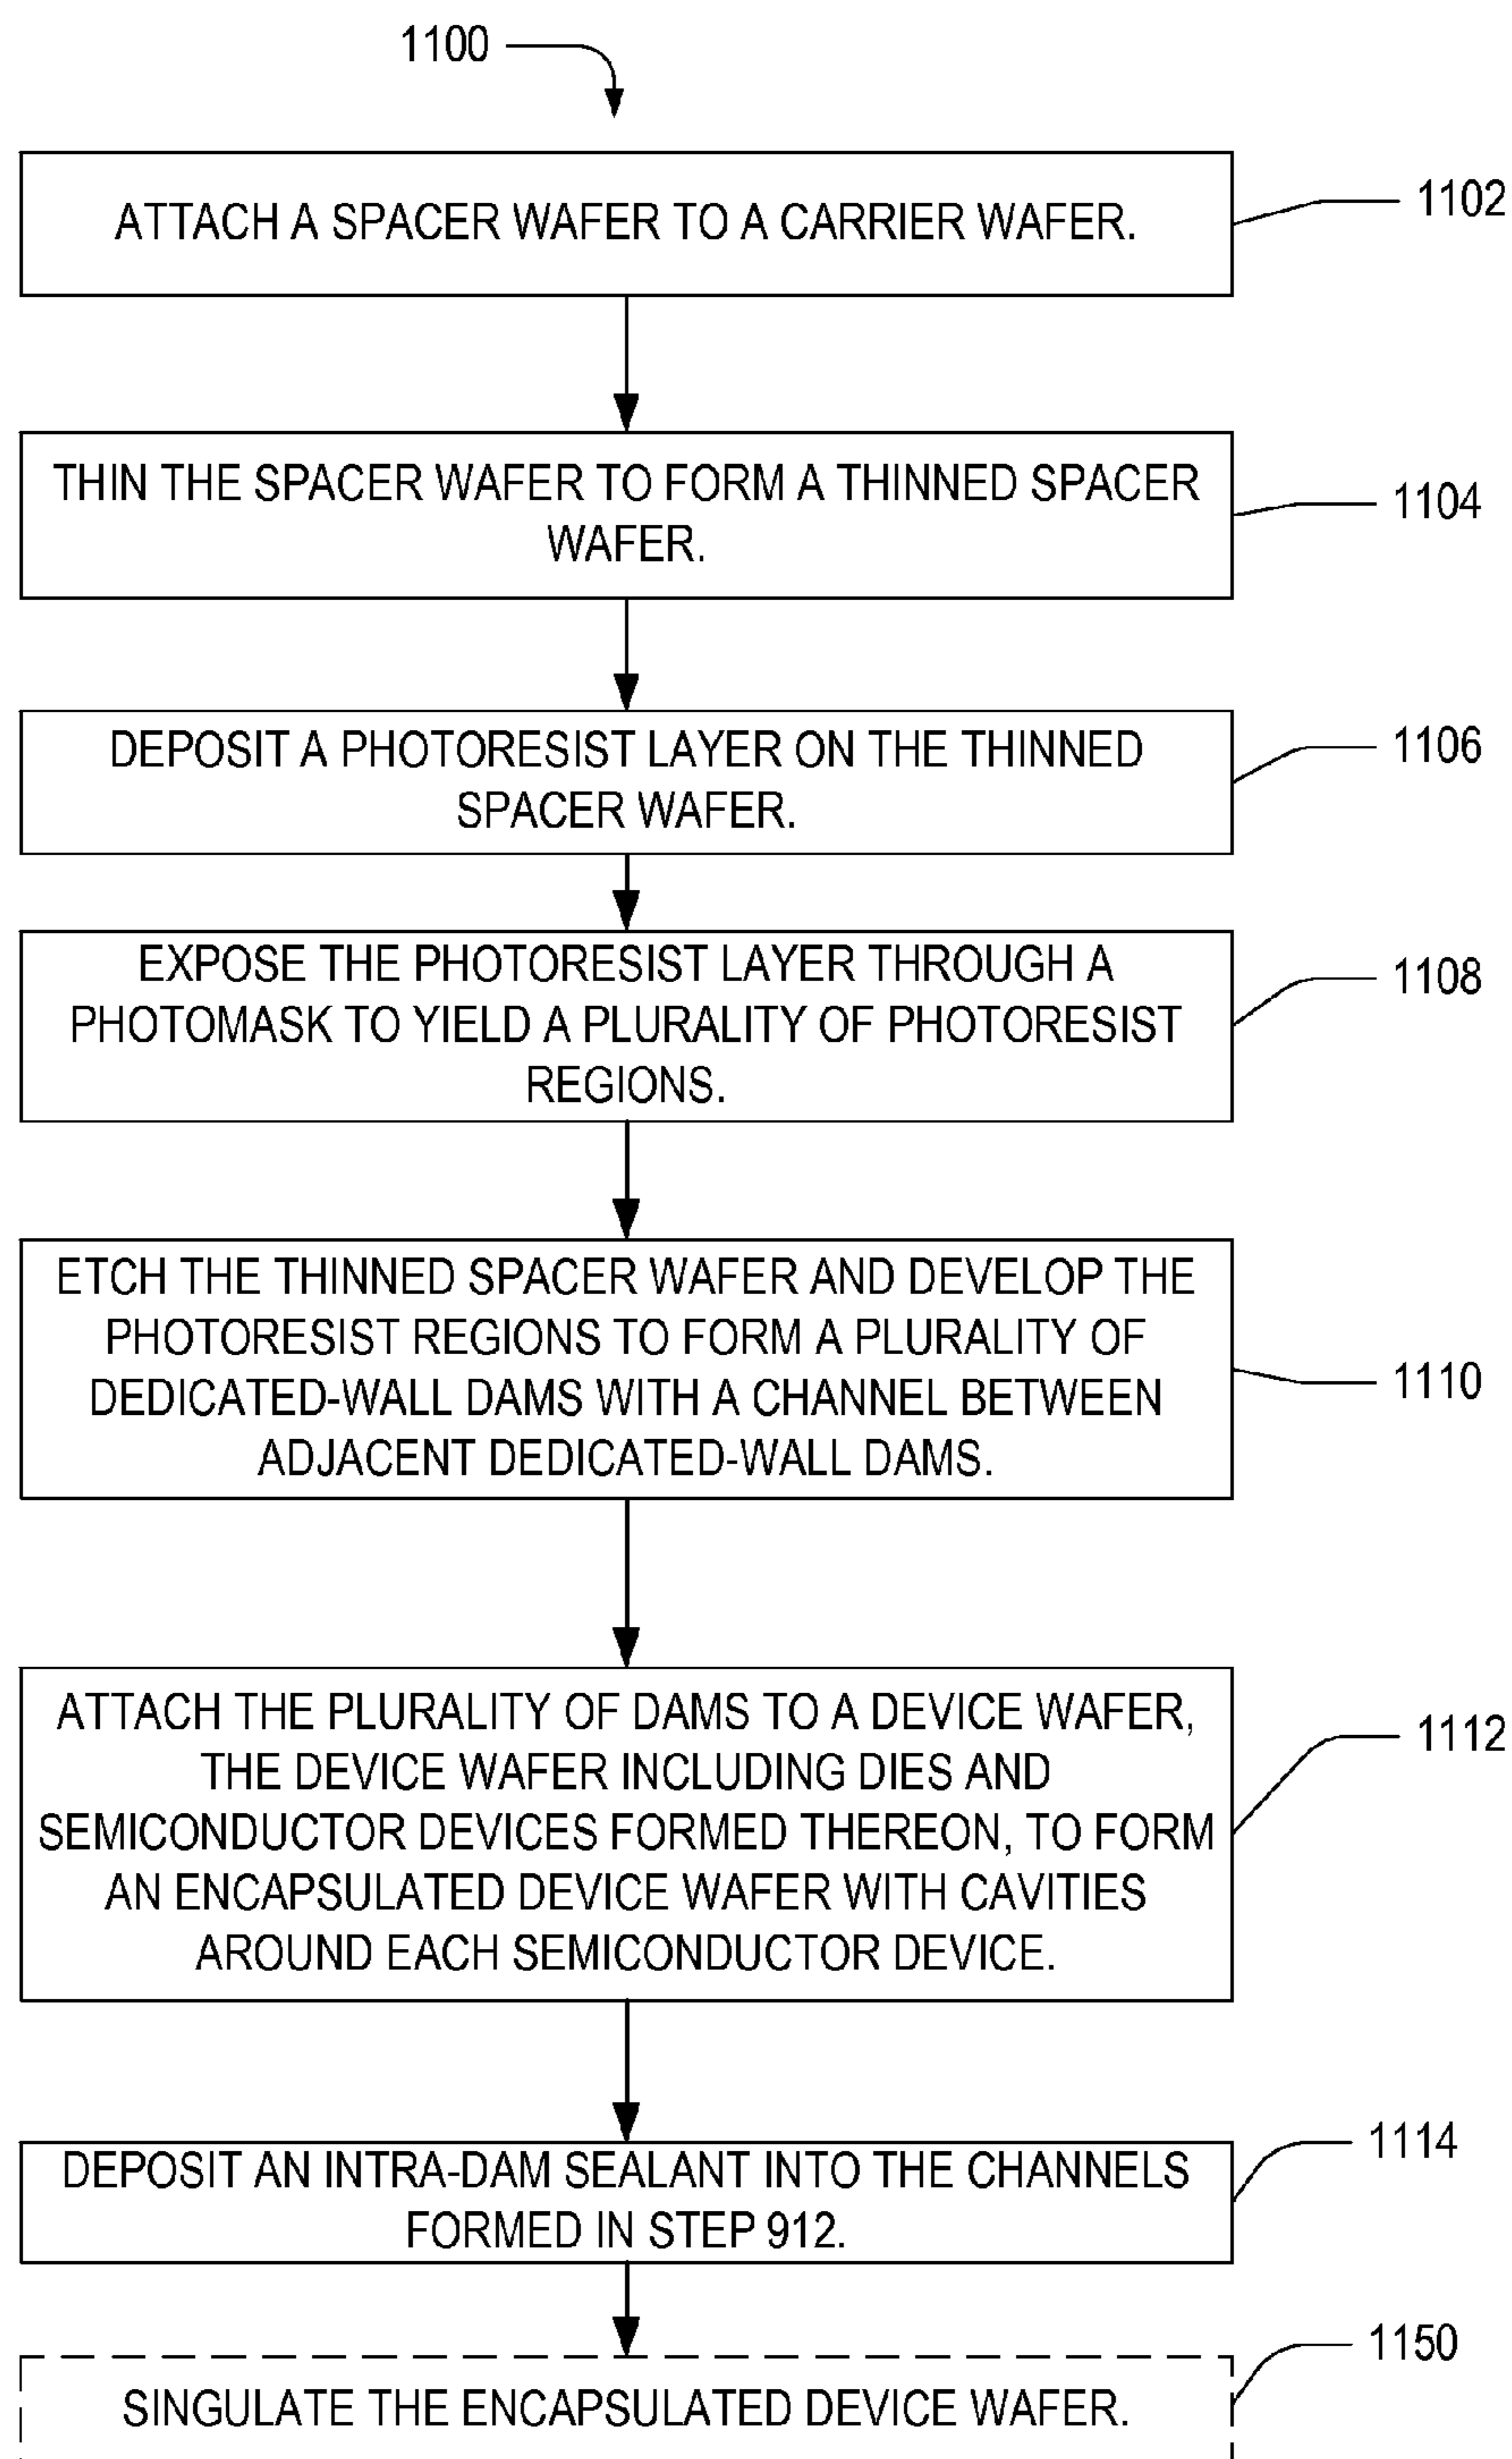 1100
ATTACH A SPACER WAFER TO A CARRIER WAFER.
1102
THIN THE SPACER WAFER TO FORM A THINNED SPACER
WAFER.
1104
DEPOSIT A PHOTORESIST LAYER ON THE THINNED
SPACER WAFER.
1106
EXPOSE THE PHOTORESIST LAYER THROUGH A
PHOTOMASK TO YIELD A PLURALITY OF PHOTORESIST
REGIONS.
1108
ETCH THE THINNED SPACER WAFER AND DEVELOP THE
PHOTORESIST REGIONS TO FORM A PLURALITY OF
DEDICATED-WALL DAMS WITH A CHANNEL BETWEEN
ADJACENT DEDICATED-WALL DAMS.
1110
ATTACH THE PLURALITY OF DAMS TO A DEVICE WAFER,
THE DEVICE WAFER INCLUDING DIES AND
SEMICONDUCTOR DEVICES FORMED THEREON, TO FORM
AN ENCAPSULATED DEVICE WAFER WITH CAVITIES
AROUND EACH SEMICONDUCTOR DEVICE.
1112
DEPOSIT AN INTRA-DAM SEALANT INTO THE CHANNELS
FORMED IN STEP 912.
1114
SINGULATE THE ENCAPSULATED DEVICE WAFER.
1150